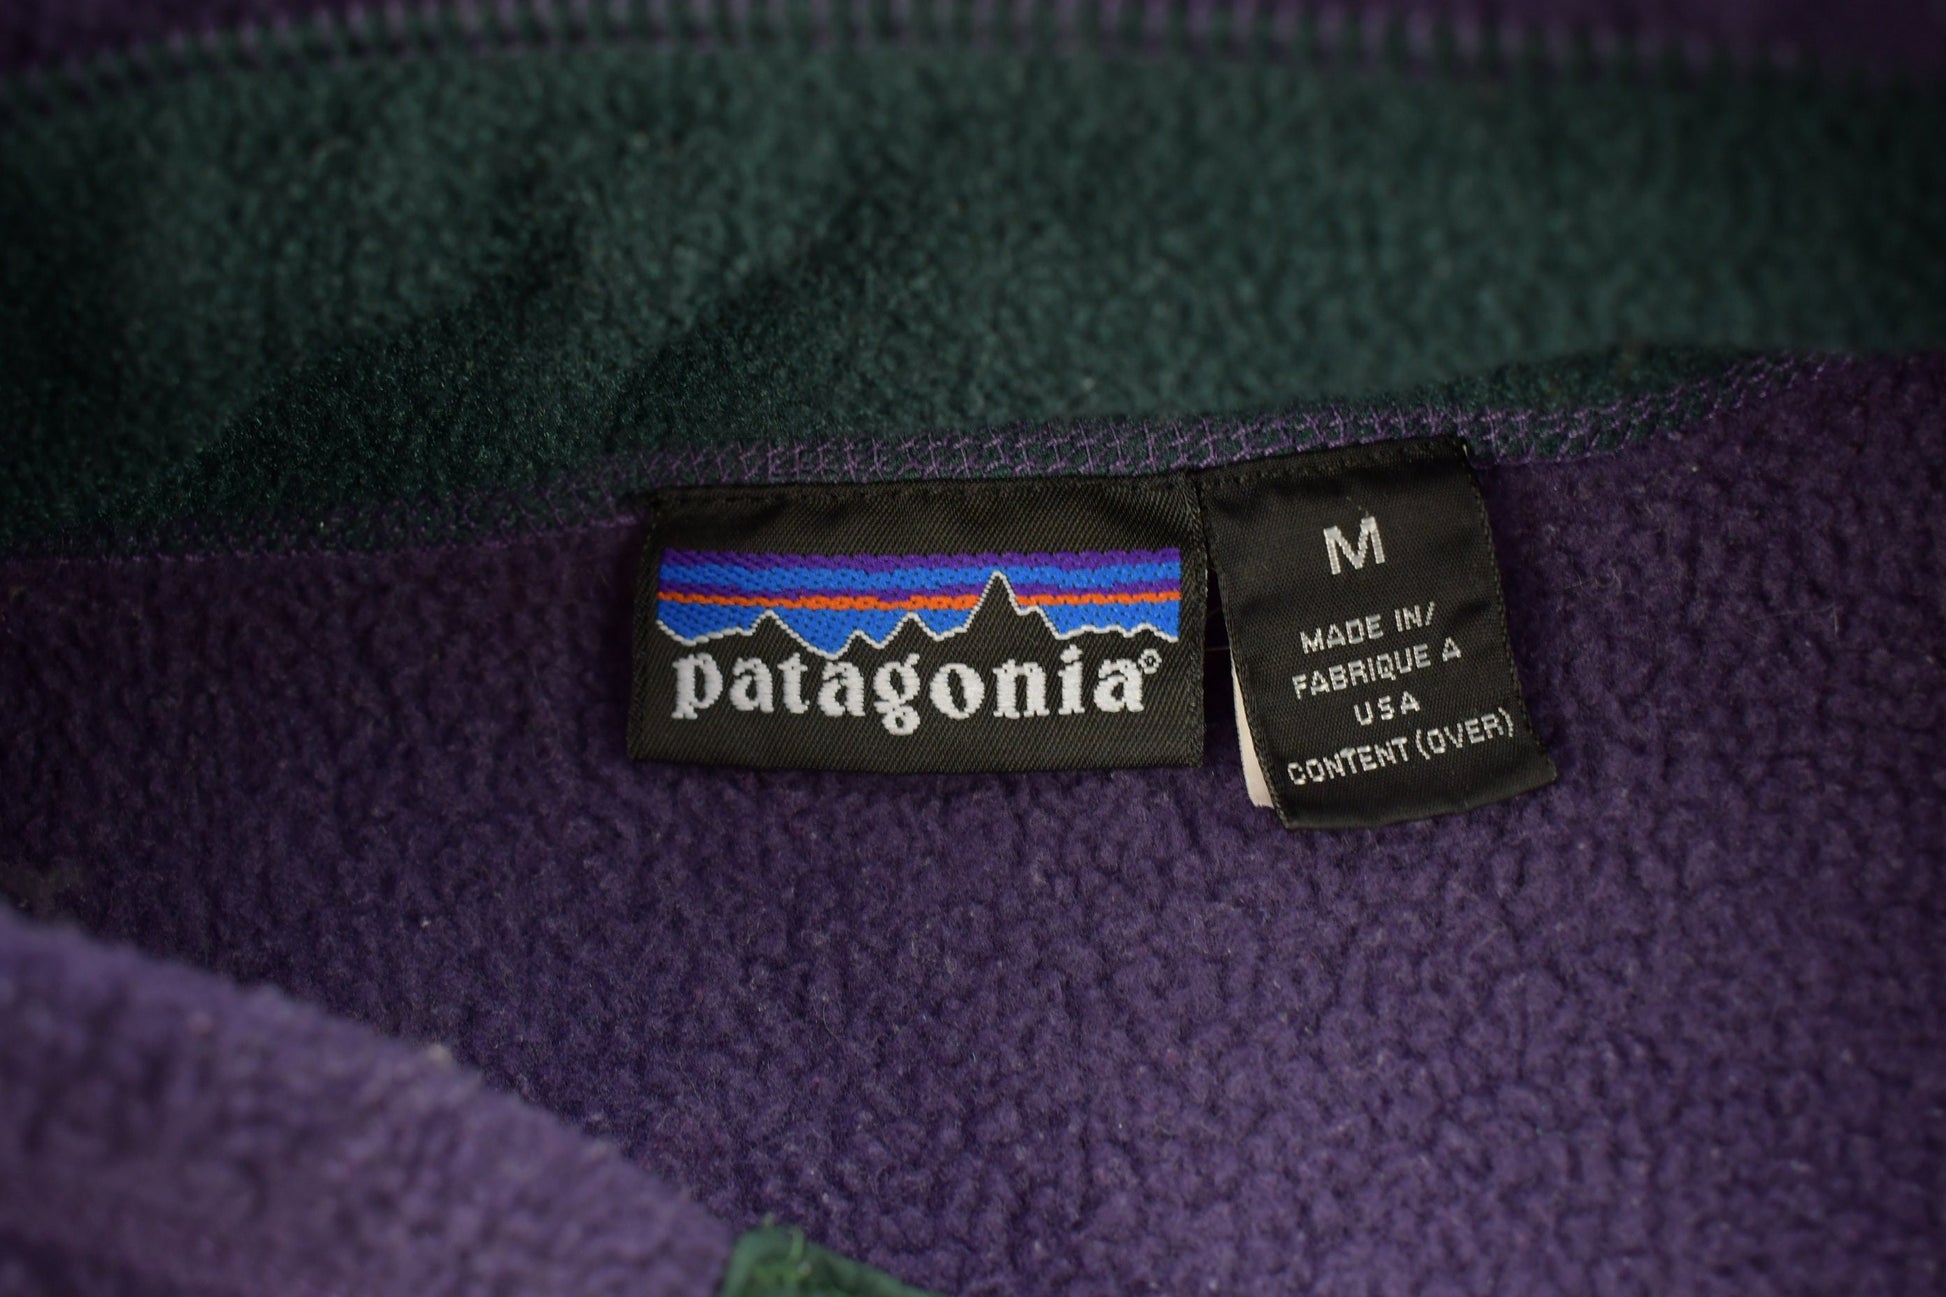 patagonia®
M
MADE IN/
FABRIQUE A
USA
CONTENT (OVER)